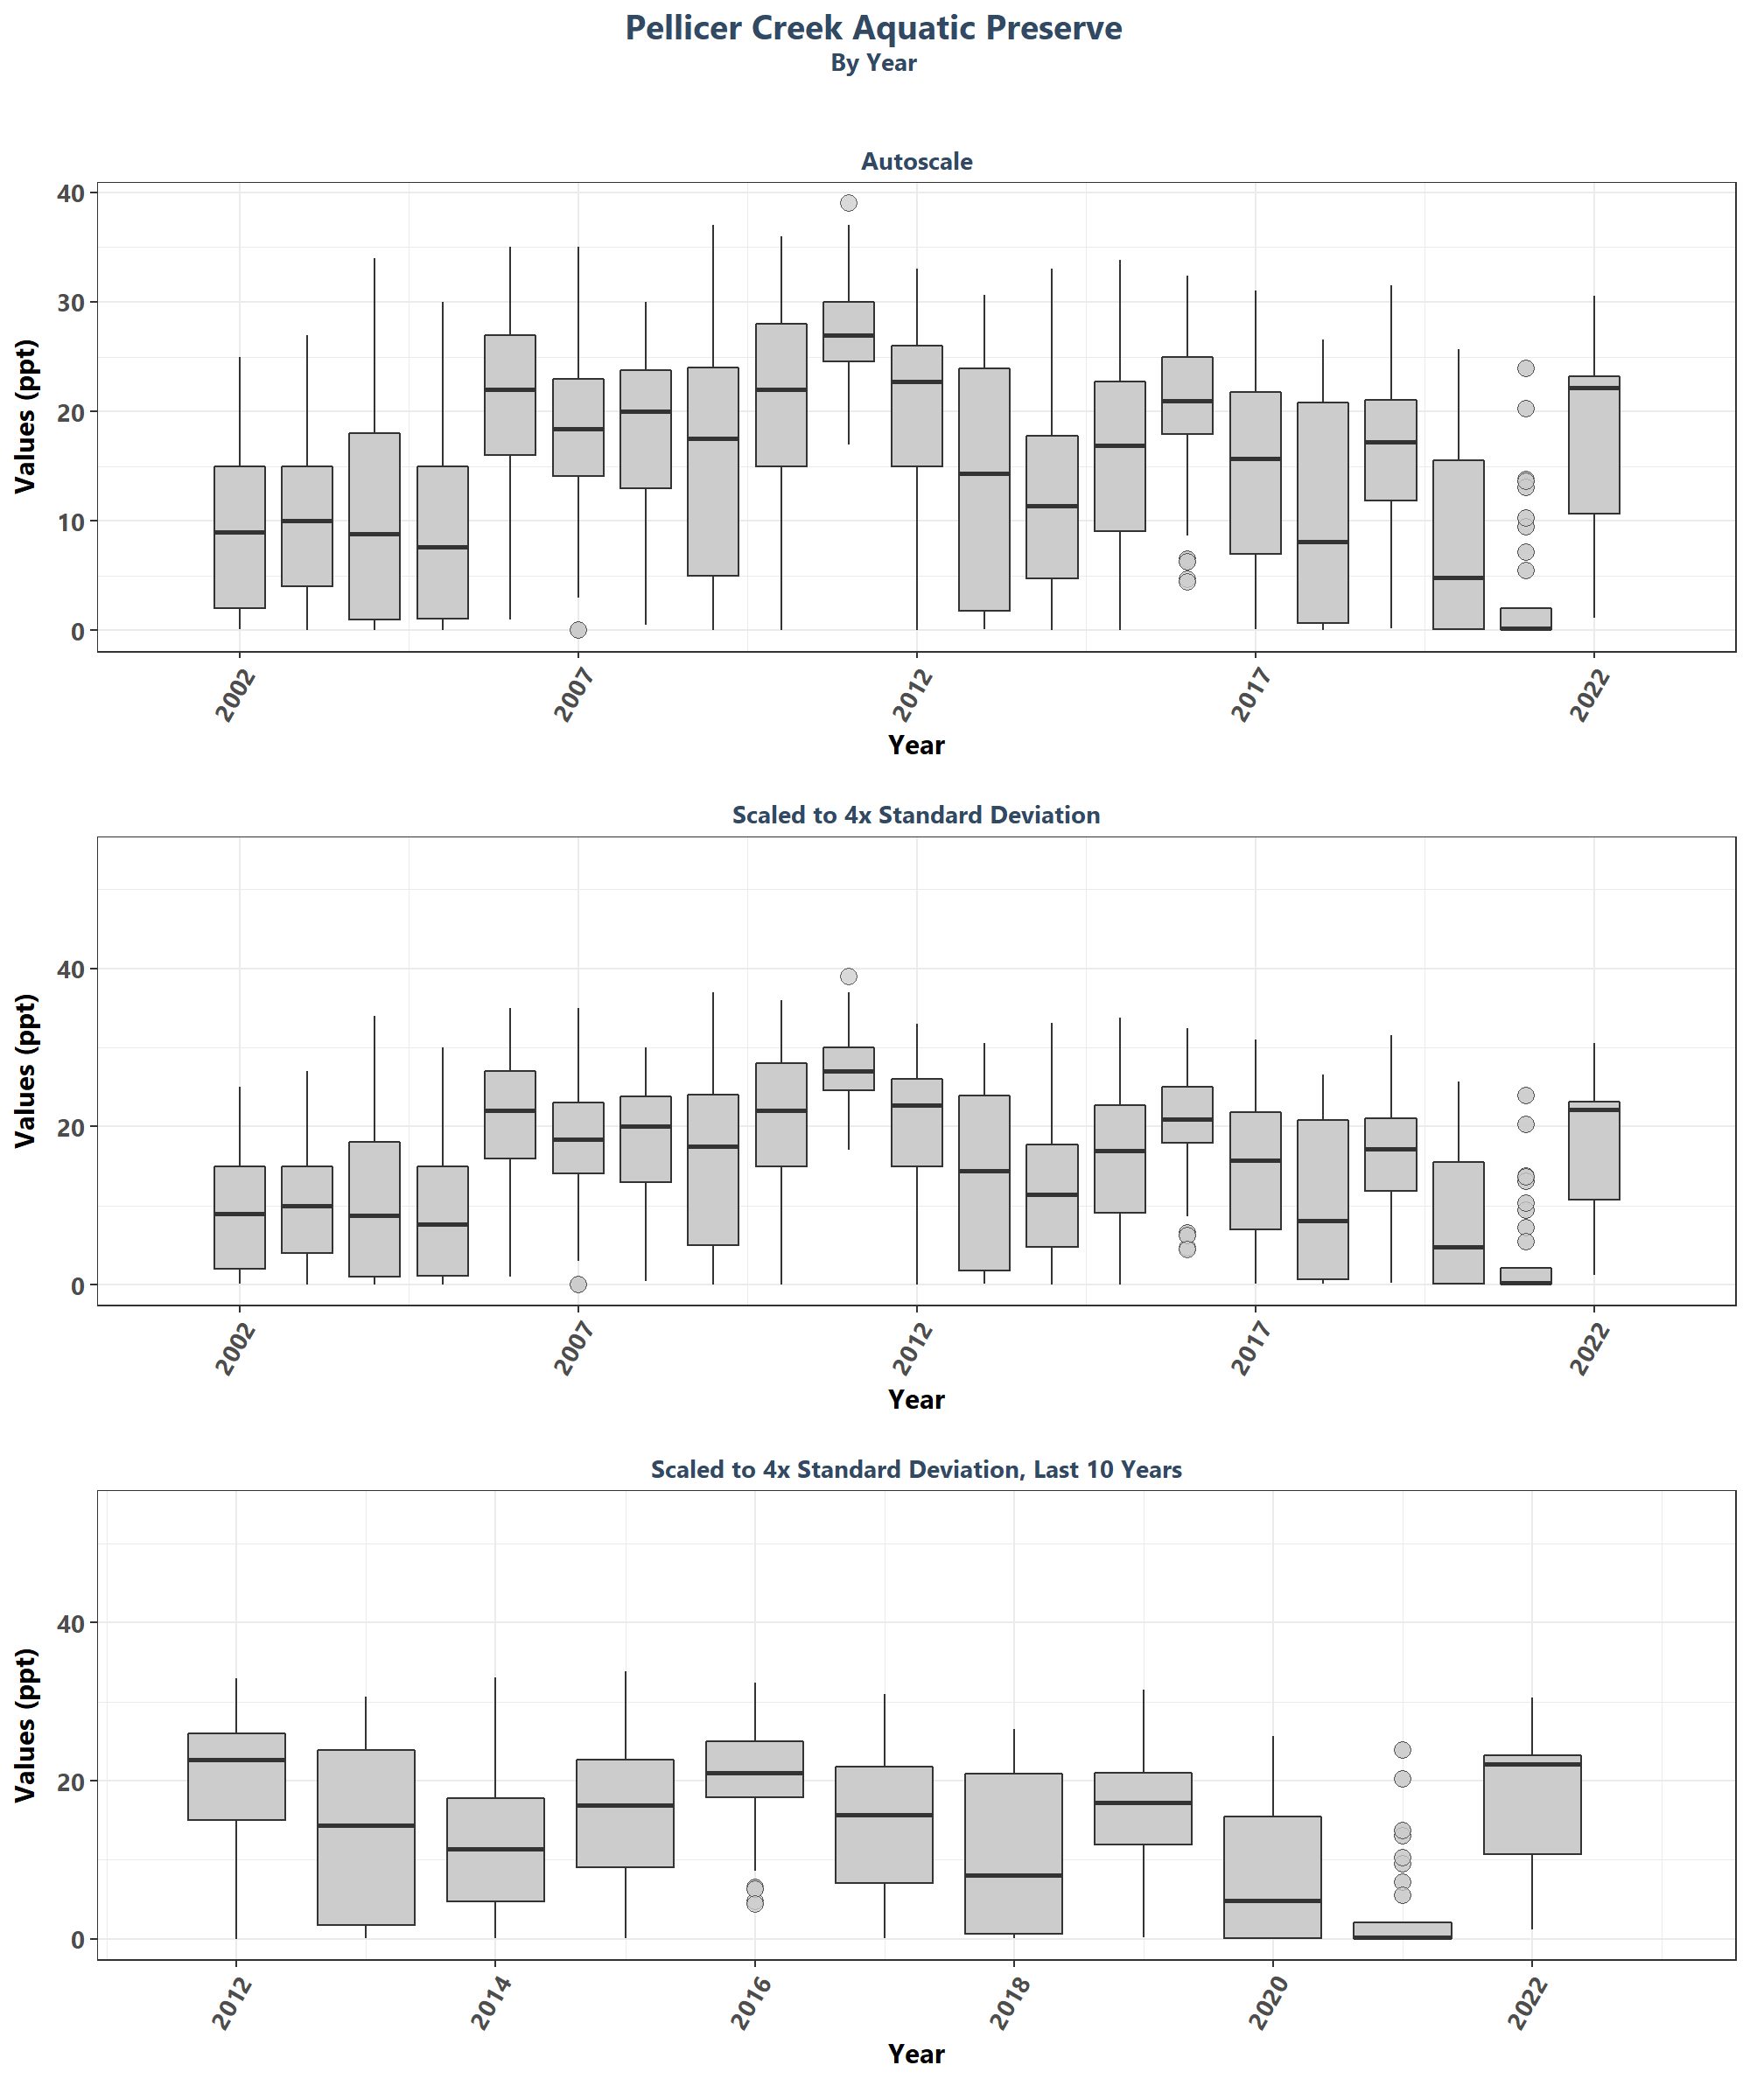 Pellicer Creek Aquatic Preserve
By Year
Autoscale
Values (ppt)
40
30
20
10
0
2002
2007
2012
2017
2022
Year
Scaled to 4x Standard Deviation
Values (ppt)
40
20
0
2002
2007
2012
2017
2022
Year
Scaled to 4x Standard Deviation, Last 10 Years
Values (ppt)
40
20
0
2012
2014
2016
2018
2020
2022
Year